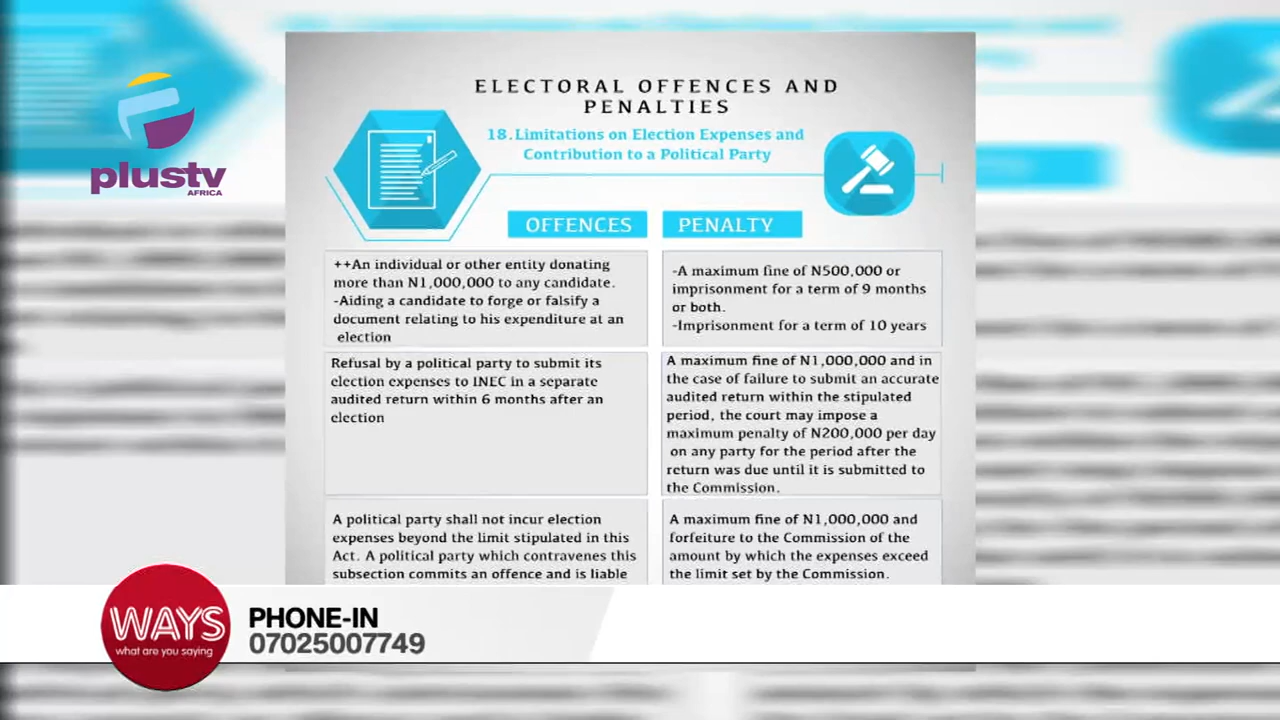 plustv
AFRICA
ELECTORAL OFFENCES AND
PENALTIES
18. Limitations on Election Expenses and
Contribution to a Political Party
OFFENCES
PENALTY
++An individual or other entity donating
more than N1,000,000 to any candidate.
-Aiding a candidate to forge or falsify a
document relating to his expenditure at an
election
-A maximum fine of N500,000 or
imprisonment for a term of 9 months
or both.
-Imprisonment for a term of 10 years
Refusal by a political party to submit its
election expenses to INEC in a separate
audited return within 6 months after an
election
A maximum fine of N1,000,000 and in
the case of failure to submit an accurate
audited return within the stipulated
period, the court may impose a
maximum penalty of N200,000 per day
on any party for the period after the
return was due until it is submitted to
the Commission.
A political party shall not incur election
expenses beyond the limit stipulated in this
Act. A political party which contravenes this
subsection commits an offence and is liable
A maximum fine of N1,000,000 and
forfeiture to the Commission of the
amount by which the expenses exceed
the limit set by the Commission.
WAYS
what are you saying
PHONE-IN
07025007749